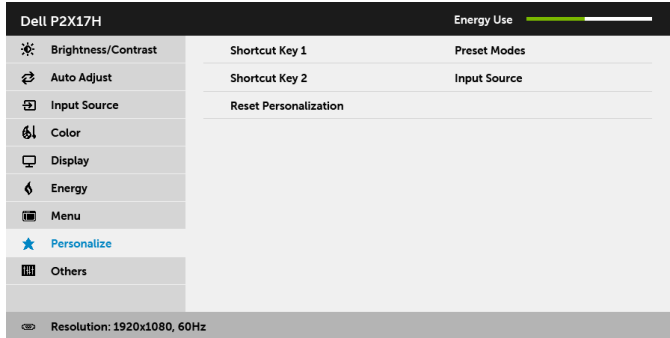 Dell P2X17H Energy Use
Brightness/Contrast Shortcut Key 1 Preset Modes
Auto Adjust Shortcut Key 2 Input Source
Input Source Reset Personalization
Color
Display
Energy
Menu
Personalize
Others
Resolution: 1920x1080, 60Hz